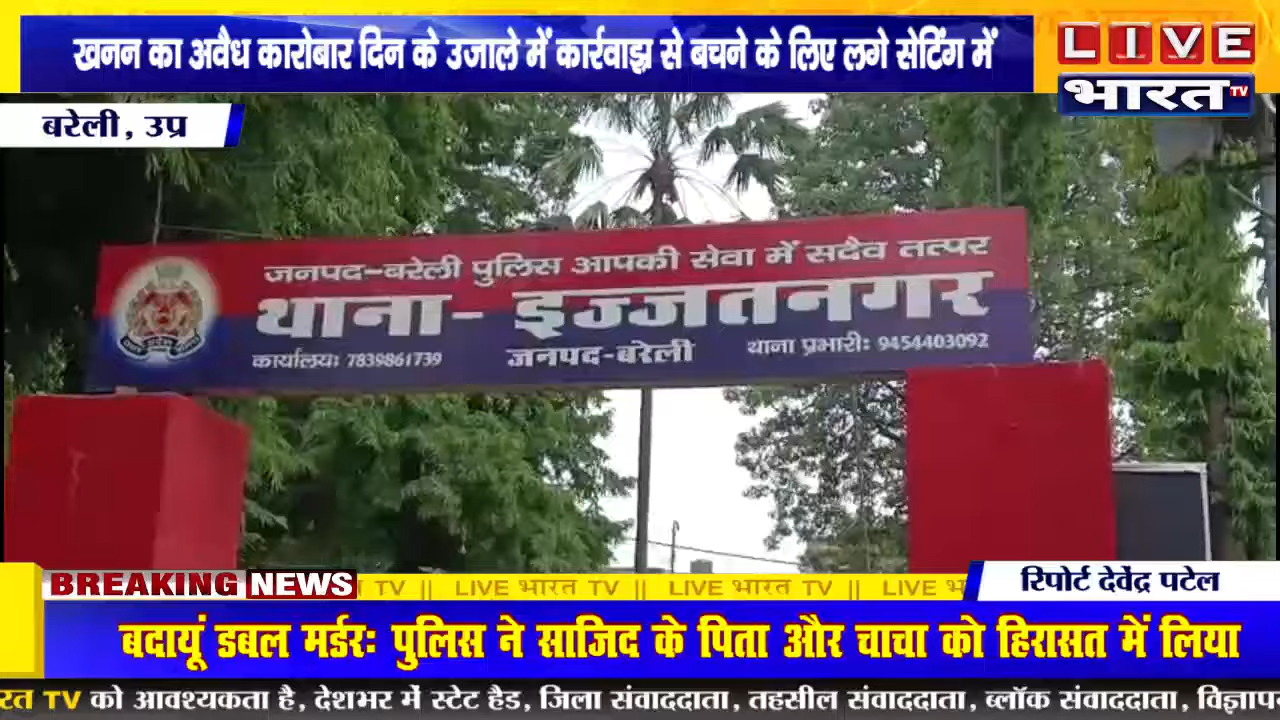 खनन का अवैध कारोबार दिन के उजाले में कार्रवाझ से बचने के लिए लगे सेटिंग में
LIVE
भारत TV
बरेली, उप्र
जनपद-बरेली पुलिस आपकी सेवा में सदैव तत्पर
थाना- इज्जतनगर
कार्यालयः 7839861739 जनपद-बरेली थाना प्रभारीः 9454403092
BREAKING NEWS TV || LIVE भारत TV || LIVE भारत TV || LIVE भ
रिपोर्ट देवेंद्र पटेल
बदायूं डबल मर्डरः पुलिस ने साजिद के पिता और चाचा को हिरासत में लिया
रत TV को आवश्यकता है, देशभर में स्टेट हैड, जिला संवाददाता, तहसील संवाददाता, ब्लॉक संवाददाता, विज्ञाप